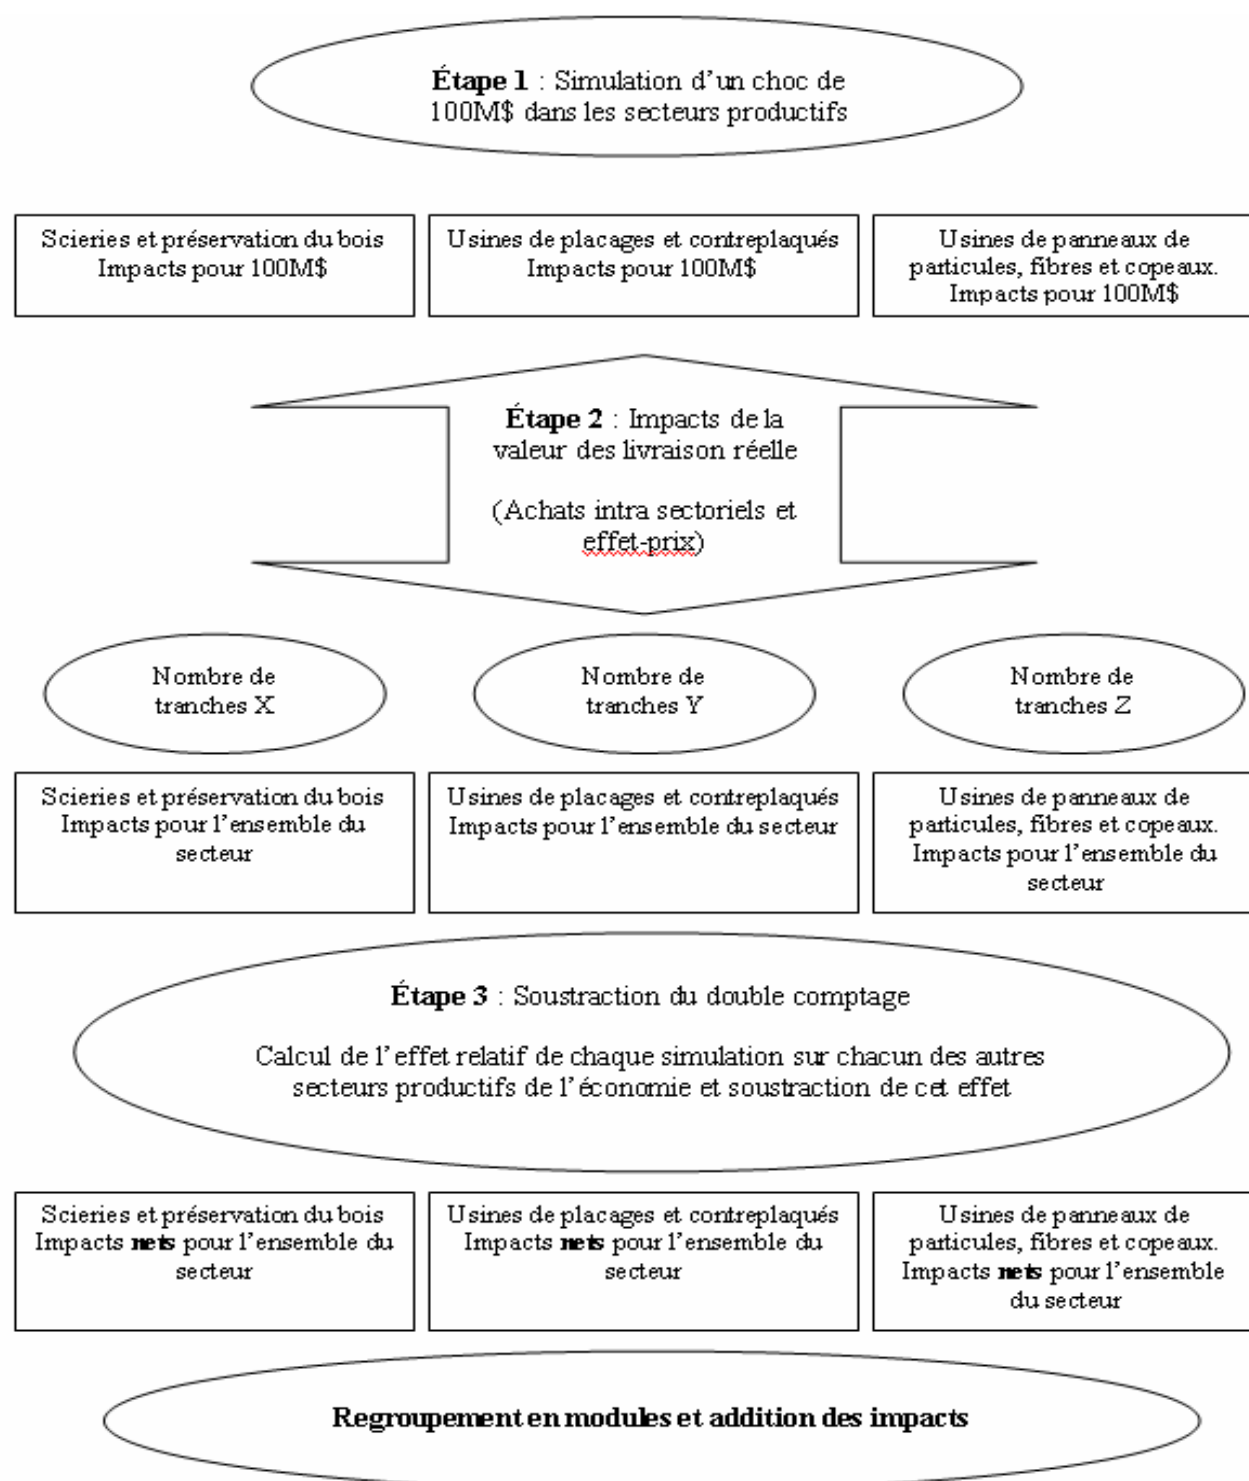 Étape 1 : Simulation d'un choc de
100M$ dans les secteurs productifs
Scieries et préservation du bois
Impacts pour 100M$
Usines de placages et contreplaqués
Impacts pour 100M$
Usines de panneaux de
particules, fibres et copeaux.
Impacts pour 100M$
Étape 2 : Impacts de la
valeur des livraison réelle
(Achats intra sectoriels et
effet-prix)
Nombre de
tranches X
Nombre de
tranches Y
Nombre de
tranches Z
Scieries et préservation du bois
Impacts pour l'ensemble du
secteur
Usines de placages et contreplaqués
Impacts pour l'ensemble du secteur
Usines de panneaux de
particules, fibres et copeaux.
Impacts pour l'ensemble du
secteur
Étape 3 : Soustraction du double comptage
Calcul de l'effet relatif de chaque simulation sur chacun des autres
secteurs productifs de l'économie et soustraction de cet effet
Scieries et préservation du bois
Impacts nets pour l'ensemble du
secteur
Usines de placages et contreplaqués
Impacts nets pour l'ensemble du
secteur
Usines de panneaux de
particules, fibres et copeaux.
Impacts nets pour l'ensemble
du secteur
Regroupement en modules et addition des impacts